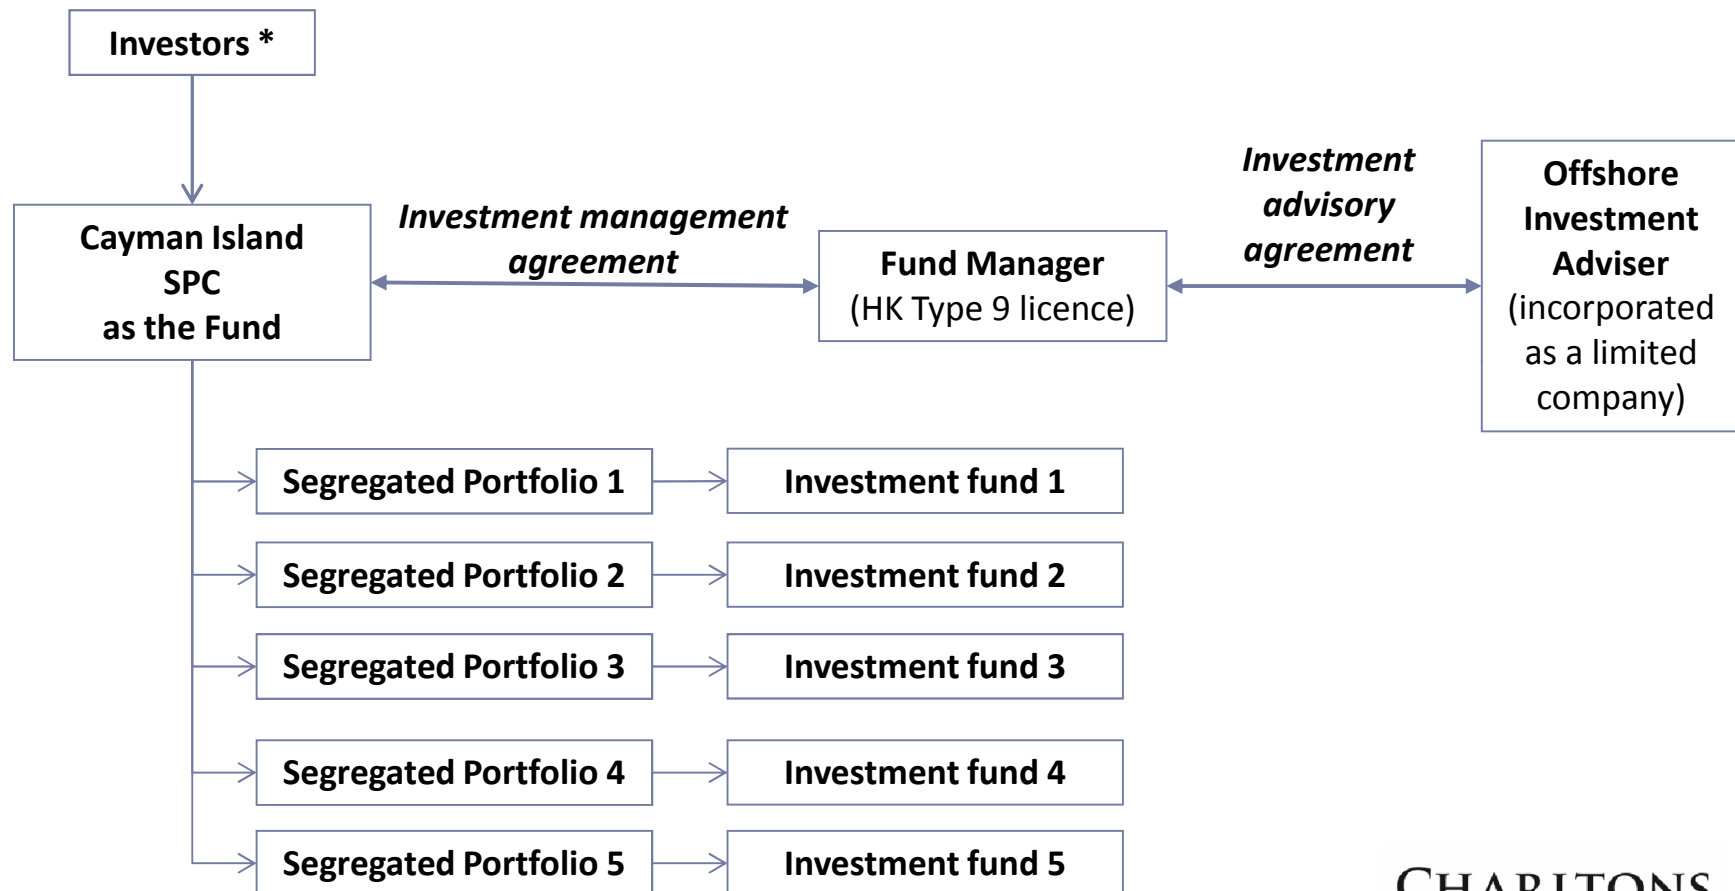 Investors *
Cayman Island
SPC
as the Fund
Investment management
agreement
Fund Manager
(HK Type 9 licence)
Investment
advisory
agreement
Offshore
Investment
Adviser
(incorporated
as a limited
company)
Segregated Portfolio 1
Investment fund 1
Segregated Portfolio 2
Investment fund 2
Segregated Portfolio 3
Investment fund 3
Segregated Portfolio 4
Investment fund 4
Segregated Portfolio 5
Investment fund 5
CHARLTONS